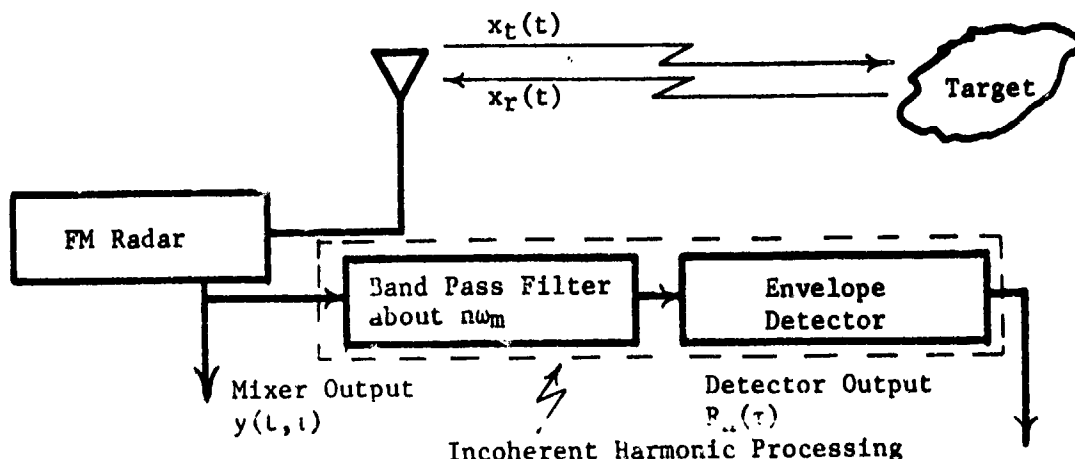 x_t(t)
x_r(t)
Target
FM Radar
Band Pass Filter
about nω_m
Envelope
Detector
Mixer Output
Detector Output
Incoherent Harmonic Processing